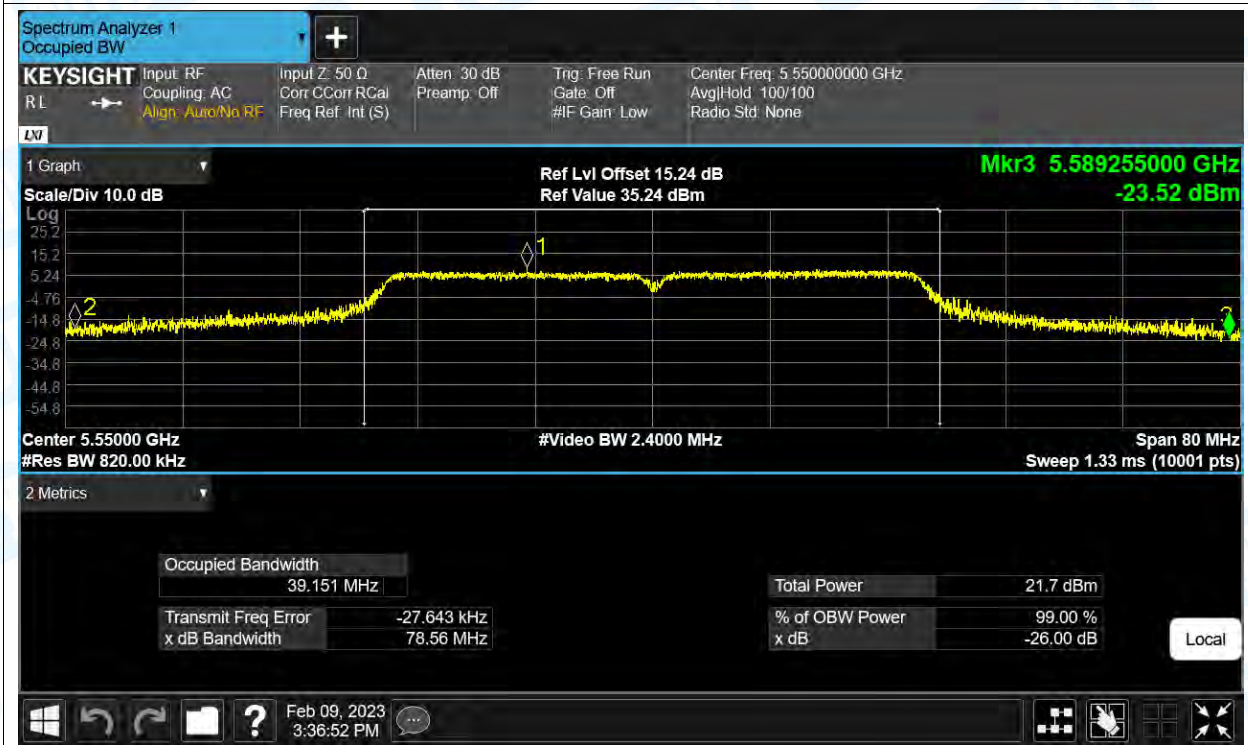 Spectrum Analyzer 1
Occupied BW
+
KEYSIGHT
RL
LXI
Input: RF
Coupling: AC
Align: Auto/No RF
Input Z: 50 Ω
Corr CCorr RCal
Freq Ref: Int (S)
Atten: 30 dB
Preamp: Off
Trig: Free Run
Gate: Off
#IF Gain: Low
Center Freq: 5.550000000 GHz
Avg|Hold: 100/100
Radio Std: None
1 Graph
Scale/Div 10.0 dB
Ref Lvl Offset 15.24 dB
Ref Value 35.24 dBm
Mkr3 5.589255000 GHz
-23.52 dBm
Log
25.2
15.2
5.24
-4.76
-14.8
-24.8
-34.8
-44.8
-54.8
1
2
3
Center 5.55000 GHz
#Res BW 820.00 kHz
#Video BW 2.4000 MHz
Span 80 MHz
Sweep 1.33 ms (10001 pts)
2 Metrics
Occupied Bandwidth
39.151 MHz
Transmit Freq Error -27.643 kHz
x dB Bandwidth 78.56 MHz
Total Power 21.7 dBm
% of OBW Power 99.00 %
x dB -26.00 dB
Local
?
Feb 09, 2023
3:36:52 PM